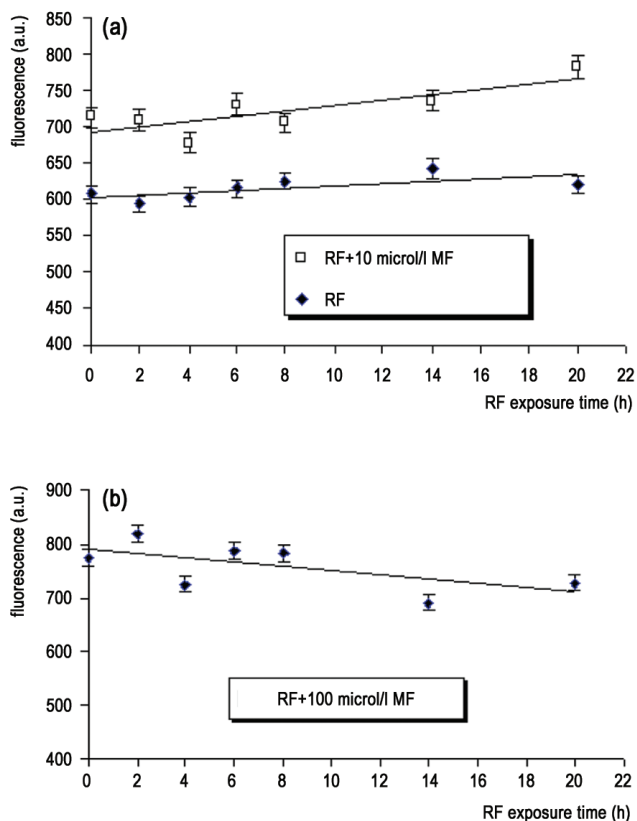 (a)
fluorescence (a.u.)
850
800
750
700
650
600
550
500
450
400
RF+10 microl/l MF
RF
0 2 4 6 8 10 12 14 16 18 20 22
RF exposure time (h)
(b)
fluorescence (a.u.)
900
800
700
600
500
400
RF+100 microl/l MF
0 2 4 6 8 10 12 14 16 18 20 22
RF exposure time (h)